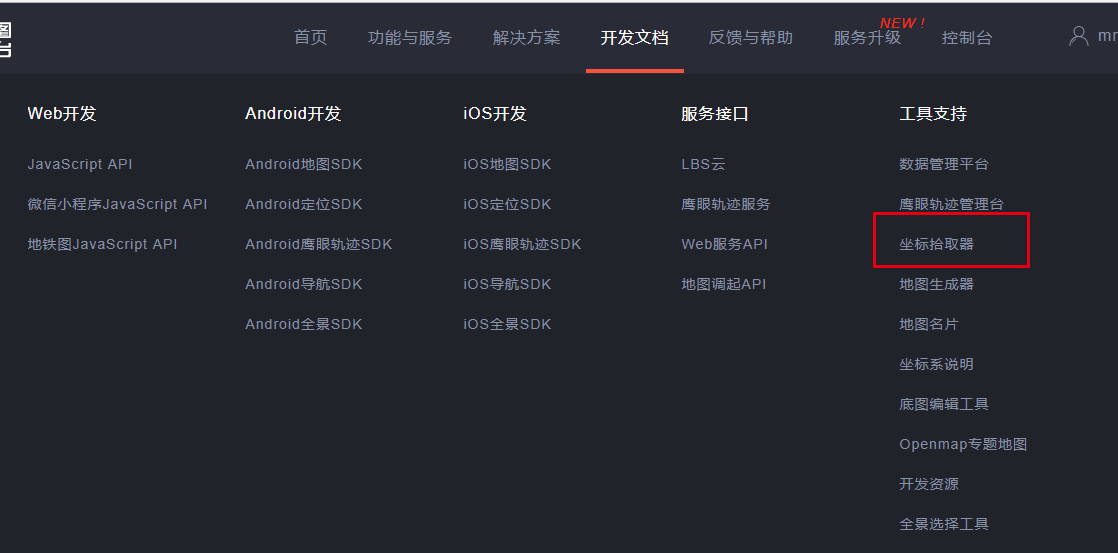 NEW !
首页 功能与服务 解决方案 开发文档 反馈与帮助 服务升级 控制台 mr
Web开发
JavaScript API
微信小程序JavaScript API
地铁图JavaScript API
Android开发
Android地图SDK
Android定位SDK
Android鹰眼轨迹SDK
Android导航SDK
Android全景SDK
iOS开发
iOS地图SDK
iOS定位SDK
iOS鹰眼轨迹SDK
iOS导航SDK
iOS全景SDK
服务接口
LBS云
鹰眼轨迹服务
Web服务API
地图调起API
工具支持
数据管理平台
鹰眼轨迹管理台
坐标拾取器
地图生成器
地图名片
坐标系说明
底图编辑工具
Openmap专题地图
开发资源
全景选择工具